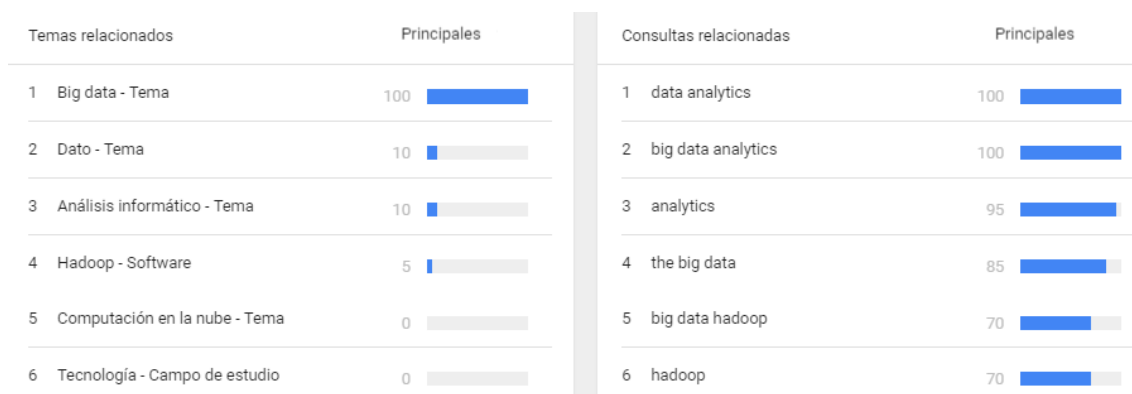 Temas relacionados Principales
1 Big data - Tema 100
2 Dato - Tema 10
3 Análisis informático - Tema 10
4 Hadoop - Software 5
5 Computación en la nube - Tema 0
6 Tecnología - Campo de estudio 0
Consultas relacionadas Principales
1 data analytics 100
2 big data analytics 100
3 analytics 95
4 the big data 85
5 big data hadoop 70
6 hadoop 70